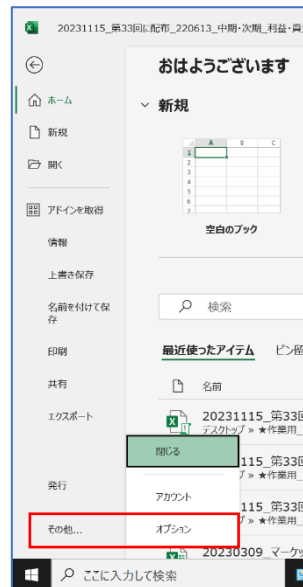 20231115_第33回に配布_220613_中期・次期_利益・資
おはようございます
ホーム
新規
新規
開く
A B C
1
2
3
4
5
6
7
空白のブック
アドインを取得
情報
上書き保存
名前を付けて保
存
検索
印刷
最近使ったアイテム ピン留
共有
名前
エクスポート
20231115_第33回
デスクトップ » ★作業用_
閉じる
115_第33回
プ » ★作業用_
発行
アカウント
115_第33回
プ » ★作業用_
その他...
オプション
20230309_マーケッ
ここに入力して検索